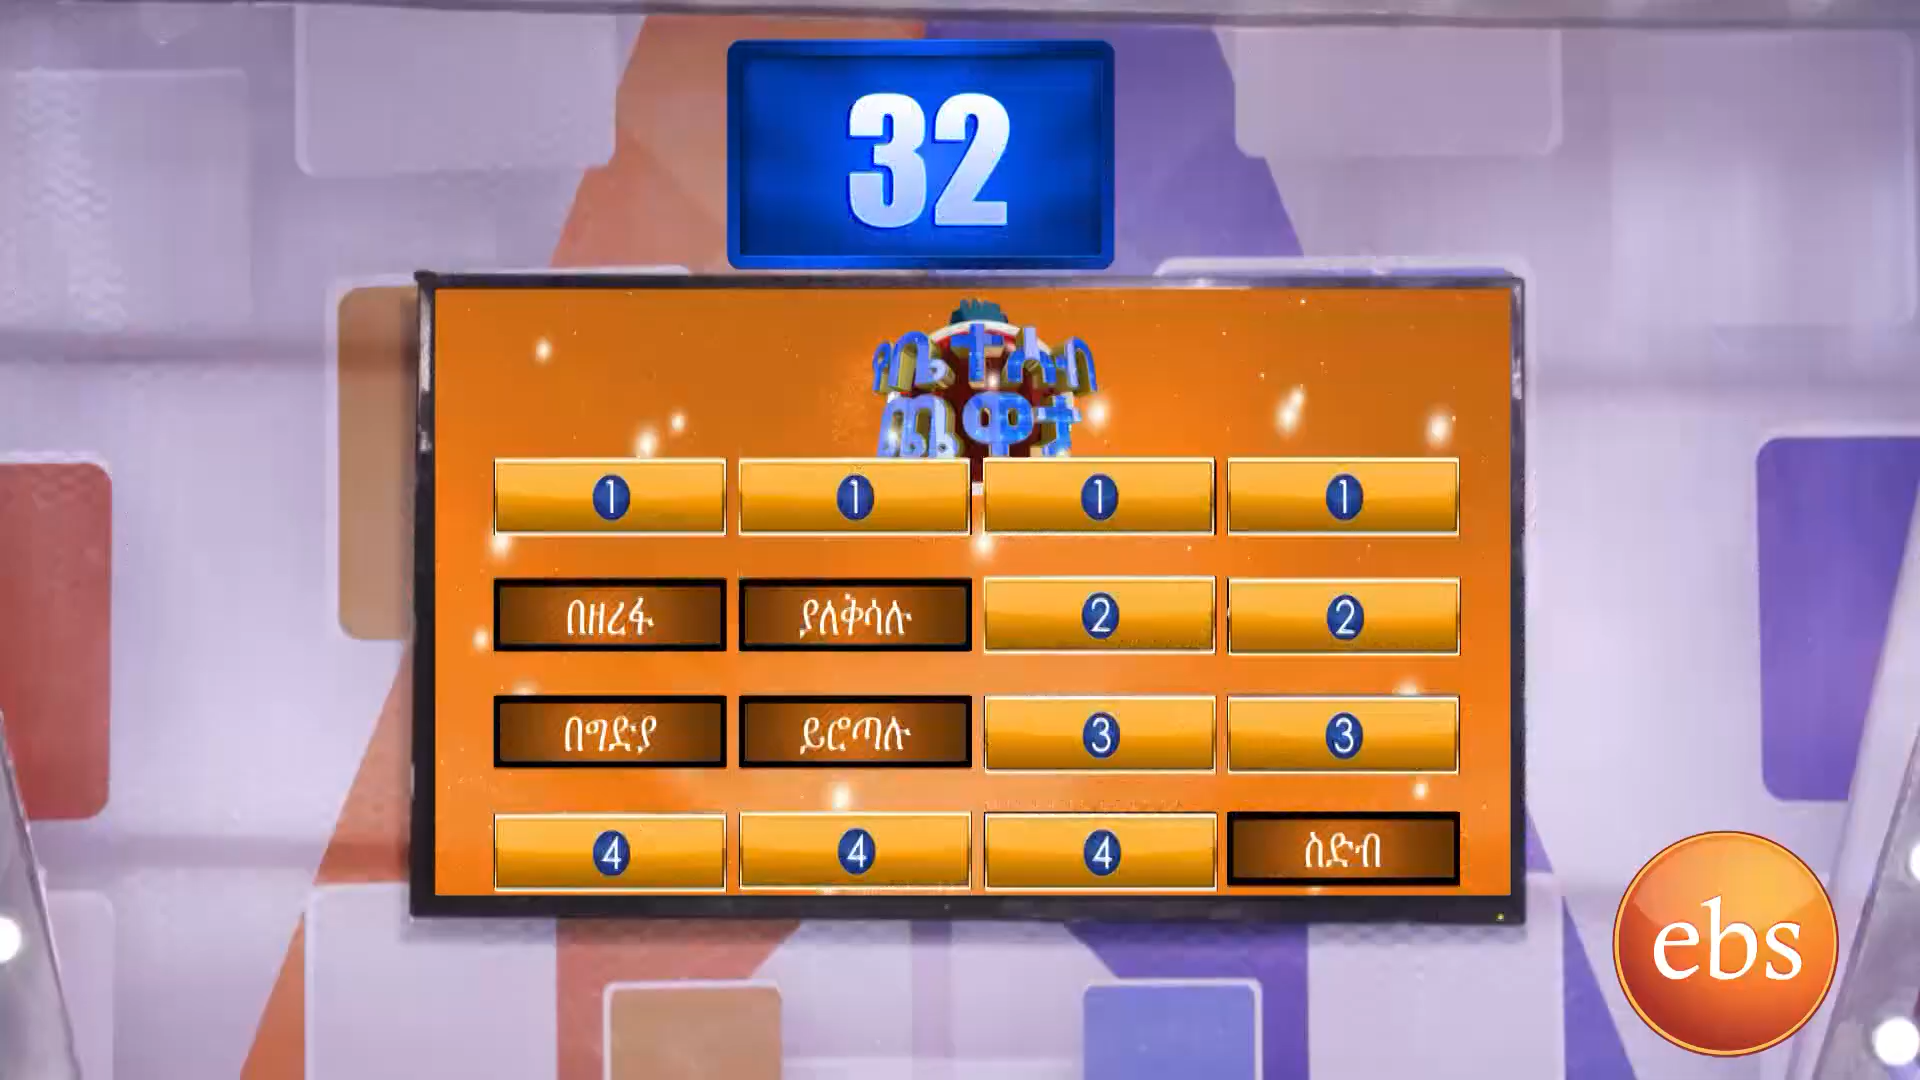 32
የቤተሰብ
ጨዋታ
1 1 1 1
በዘረፋ ያለቅሳሉ 2 2
በግድያ ይሮጣሉ 3 3
4 4 4 ስድብ
ebs